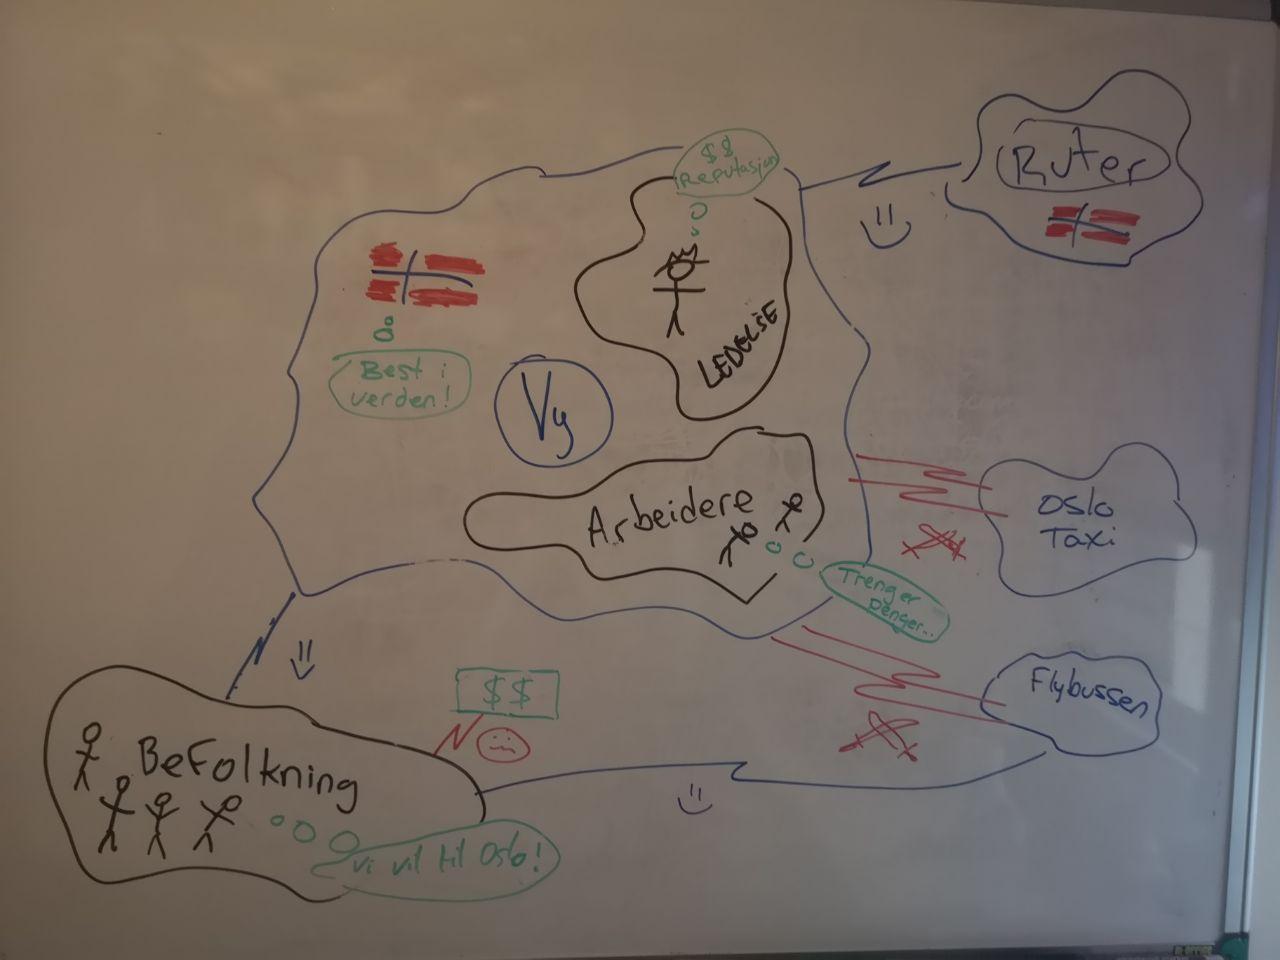 $$
Reputasjon
Ruter
LEDELSE
Best i
verden!
Vy
Arbeidere
Oslo
Taxi
Trenger
penger...
$$
Flybussen
Befolkning
Vi vil til Oslo!